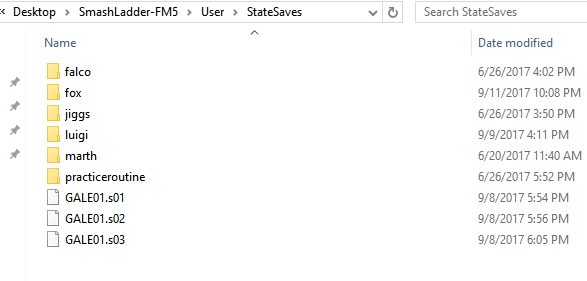 « Desktop > SmashLadder-FM5 > User > StateSaves
Search StateSaves
Name Date modified
falco 6/26/2017 4:02 PM
fox 9/11/2017 10:08 PM
jiggs 6/26/2017 3:50 PM
luigi 9/9/2017 4:11 PM
marth 6/20/2017 11:40 AM
practiceroutine 6/26/2017 5:52 PM
GALE01.s01 9/8/2017 5:54 PM
GALE01.s02 9/8/2017 5:56 PM
GALE01.s03 9/8/2017 6:05 PM